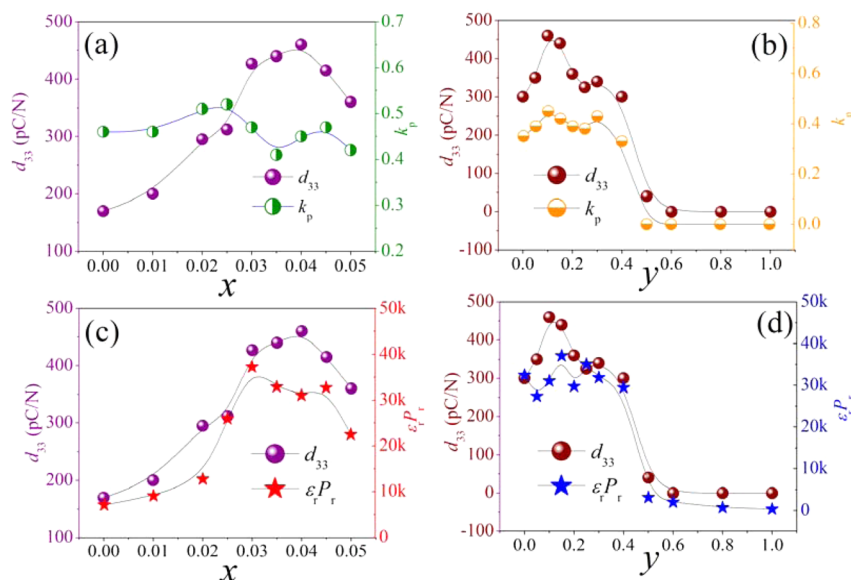 (a)
500
400
300
200
100
d33 (pC/N)
0.7
0.6
0.5
0.4
0.3
0.2
kp
d33
kp
0.00 0.01 0.02 0.03 0.04 0.05
x
(b)
500
400
300
200
100
0
-100
d33 (pC/N)
0.8
0.6
0.4
0.2
0.0
kp
d33
kp
0.0 0.2 0.4 0.6 0.8 1.0
y
(c)
500
400
300
200
100
d33 (pC/N)
50k
40k
30k
20k
10k
0
εrPr
d33
εrPr
0.00 0.01 0.02 0.03 0.04 0.05
x
(d)
500
400
300
200
100
0
-100
d33 (pC/N)
50k
40k
30k
20k
10k
0
εrPr
d33
εrPr
0.0 0.2 0.4 0.6 0.8 1.0
y